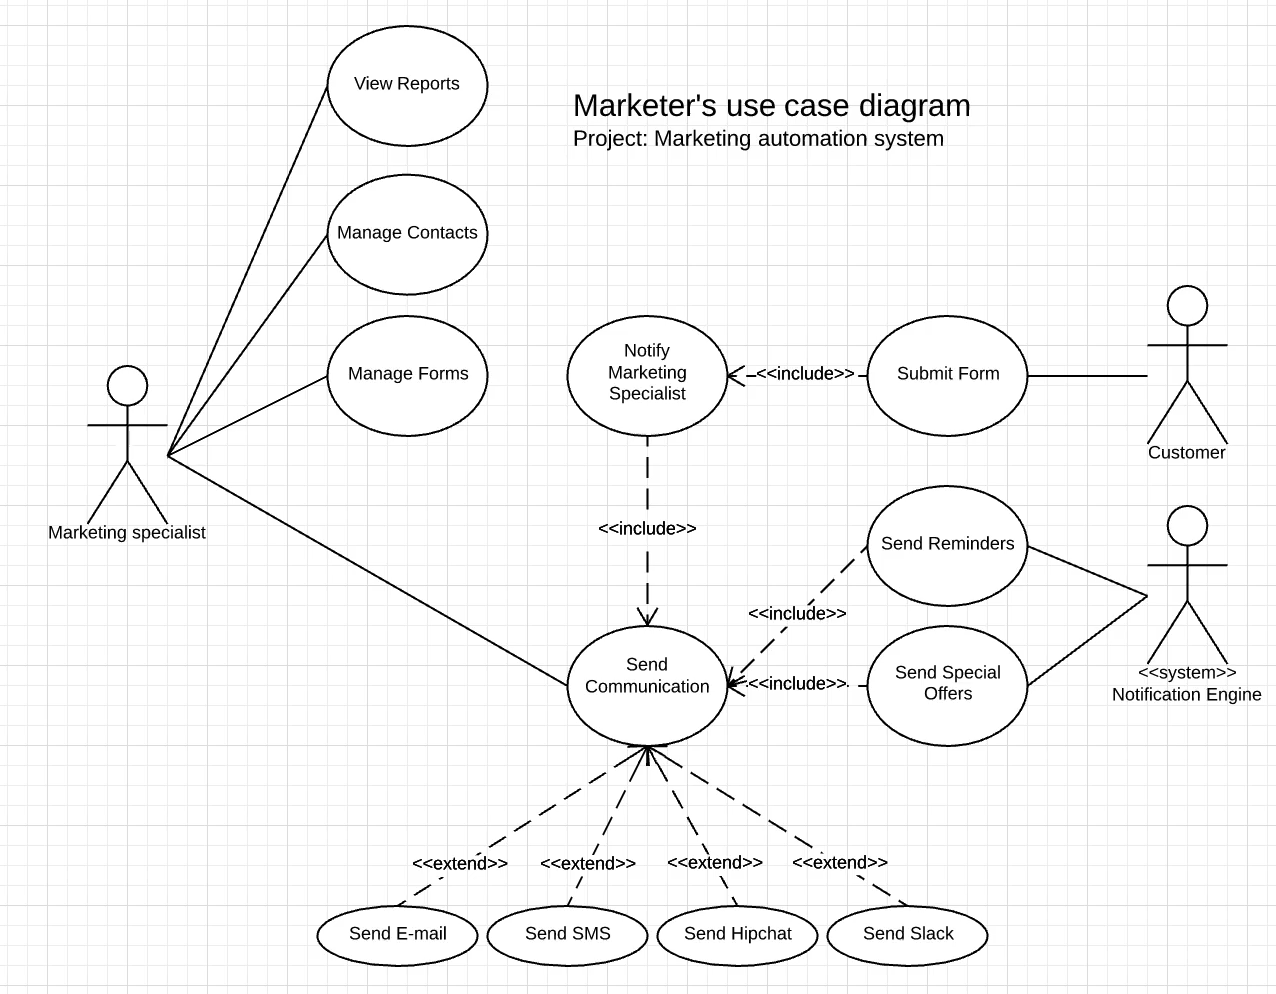 View Reports
Marketer's use case diagram
Project: Marketing automation system
Manage Contacts
Manage Forms
Notify
Marketing
Specialist
<<include>>
Submit Form
Customer
Marketing specialist
<<include>>
Send Reminders
<<include>>
Send
Communication
<<include>>
Send Special
Offers
<<system>>
Notification Engine
<<extend>>
<<extend>>
<<extend>>
<<extend>>
Send E-mail
Send SMS
Send Hipchat
Send Slack